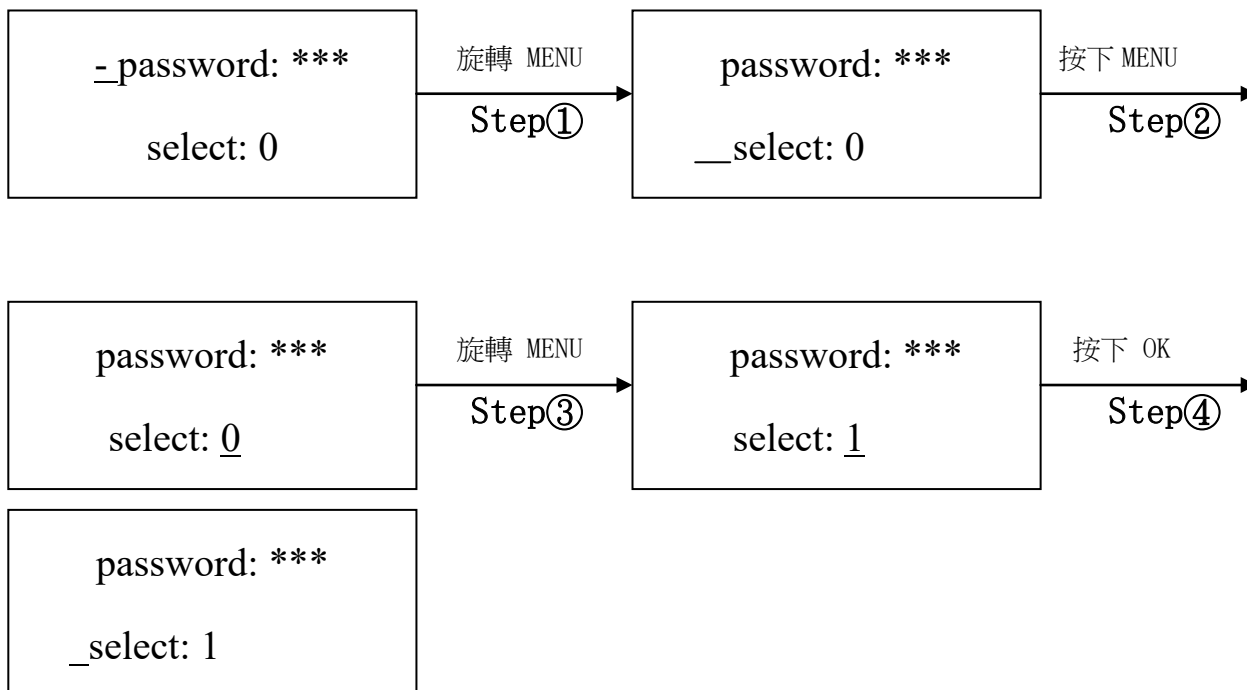 - password: ***
select: 0
旋轉 MENU
Step①
password: ***
__select: 0
按下 MENU
Step②
password: ***
select: 0
旋轉 MENU
Step③
password: ***
select: 1
按下 OK
Step④
password: ***
_select: 1